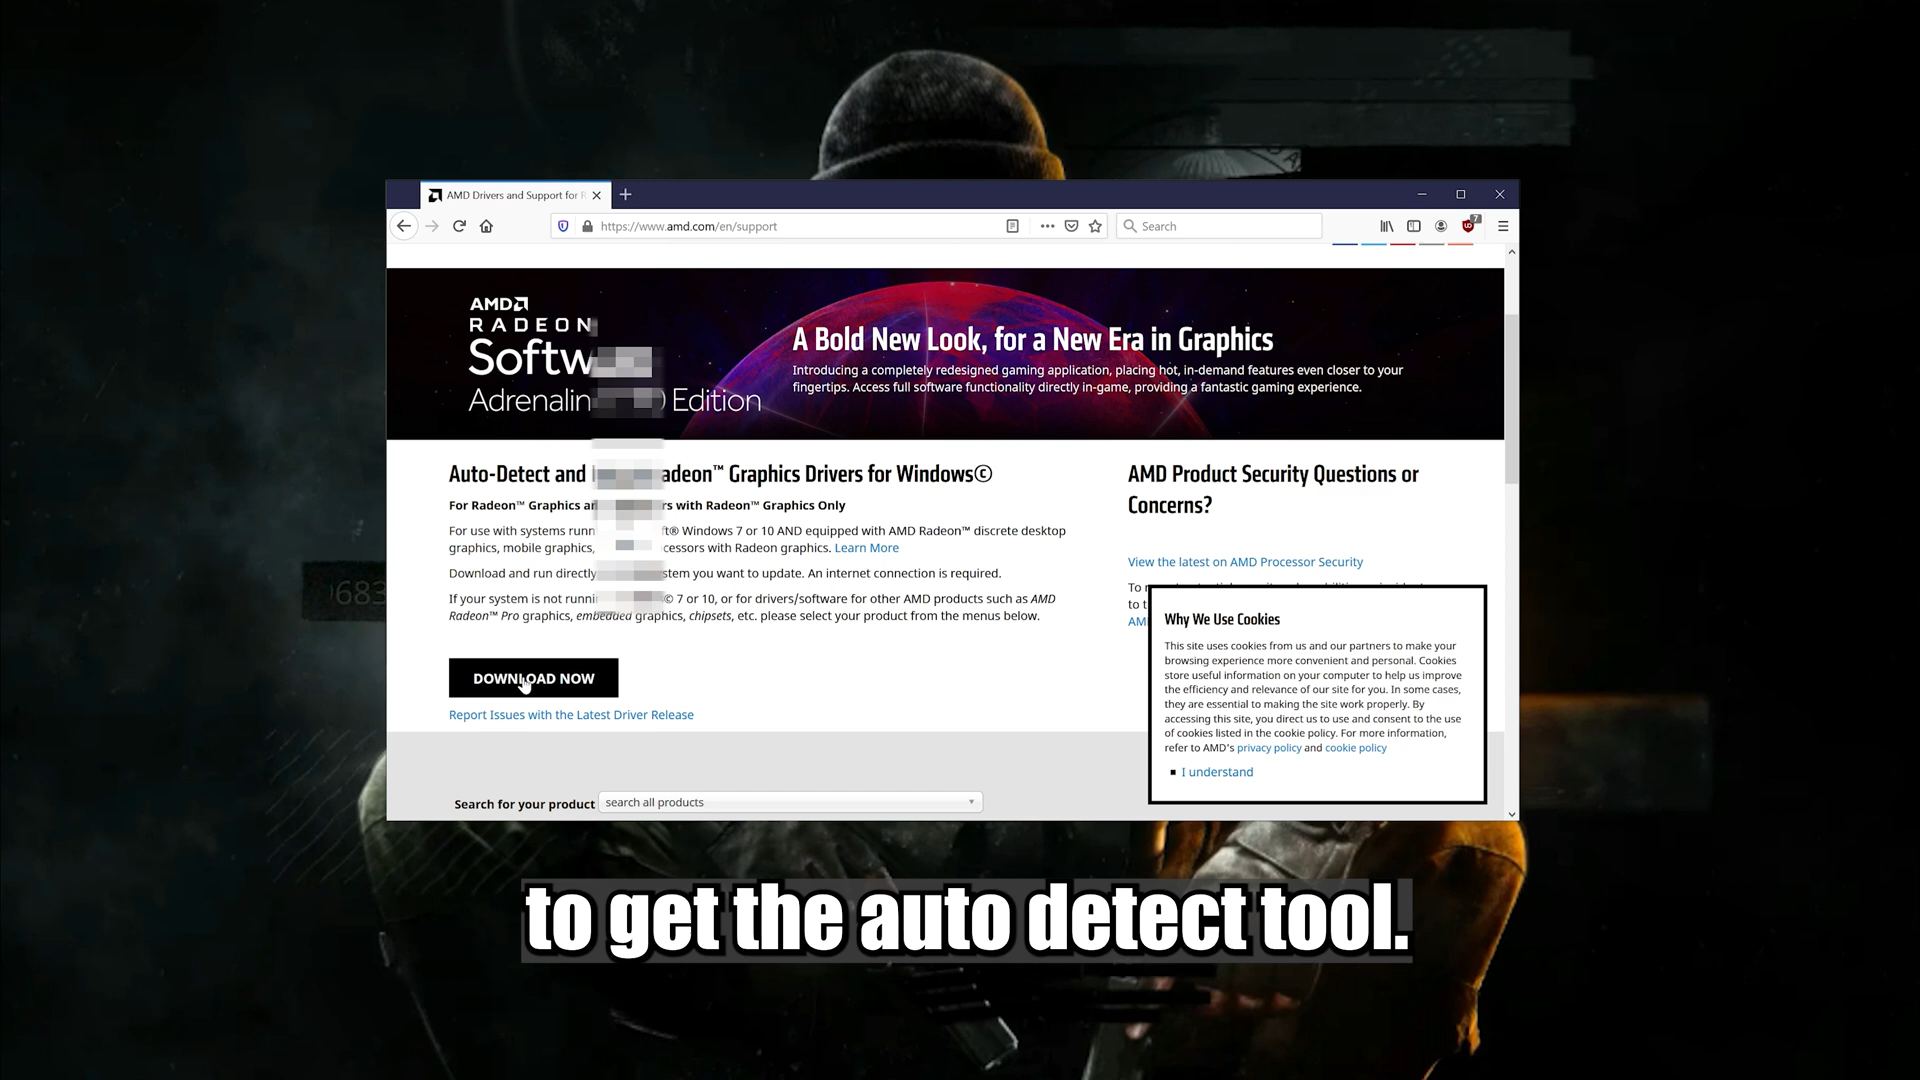 AMD Drivers and Support for R
https://www.amd.com/en/support
Search
7
AMD
RADEON
Softw
Adrenalin Edition
A Bold New Look, for a New Era in Graphics
Introducing a completely redesigned gaming application, placing hot, in-demand features even closer to your
fingertips. Access full software functionality directly in-game, providing a fantastic gaming experience.
Auto-Detect and adeon™ Graphics Drivers for Windows©
For Radeon™ Graphics an rs with Radeon™ Graphics Only
For use with systems runn ft® Windows 7 or 10 AND equipped with AMD Radeon™ discrete desktop
graphics, mobile graphics, cessors with Radeon graphics. Learn More
Download and run directly stem you want to update. An internet connection is required.
If your system is not runni © 7 or 10, or for drivers/software for other AMD products such as AMD
Radeon™ Pro graphics, embedded graphics, chipsets, etc. please select your product from the menus below.
DOWNLOAD NOW
Report Issues with the Latest Driver Release
Search for your product search all products
AMD Product Security Questions or
Concerns?
View the latest on AMD Processor Security
To
to
AM
Why We Use Cookies
This site uses cookies from us and our partners to make your
browsing experience more convenient and personal. Cookies
store useful information on your computer to help us improve
the efficiency and relevance of our site for you. In some cases,
they are essential to making the site work properly. By
accessing this site, you direct us to use and consent to the use
of cookies listed in the cookie policy. For more information,
refer to AMD's privacy policy and cookie policy
I understand
683
to get the auto detect tool.